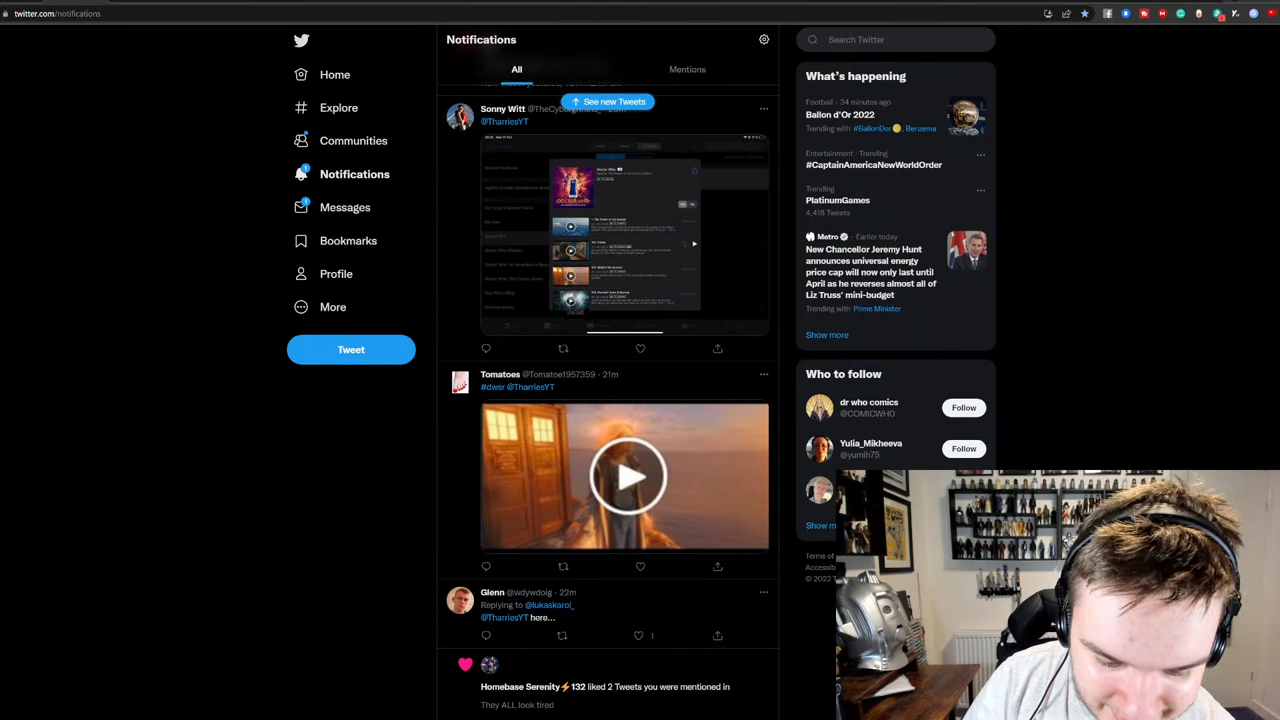 twitter.com/notifications
Home
Explore
Communities
1
Notifications
1
Messages
Bookmarks
Profile
More
Tweet
Notifications
All
Mentions
See new Tweets
Sonny Witt
@TharriesYT
Tomatoes @Tomatoe1957359 · 21m
#dwsr @TharriesYT
Glenn @wdywdoig · 22m
Replying to @lukaskarol_
@TharriesYT here...
1
Homebase Serenity⚡132 liked 2 Tweets you were mentioned in
They ALL look tired
Search Twitter
What's happening
Football · 34 minutes ago
Ballon d'Or 2022
Trending with #BallonDor, Benzema
Entertainment · Trending
#CaptainAmericaNewWorldOrder
Trending
PlatinumGames
4,418 Tweets
Metro · Earlier today
New Chancellor Jeremy Hunt
announces universal energy
price cap will now only last until
April as he reverses almost all of
Liz Truss' mini-budget
Trending with Prime Minister
Show more
Who to follow
dr who comics
@COMICWHO
Follow
Yulia_Mikheeva
@yumih75
Follow
Show
Terms of
© 2022